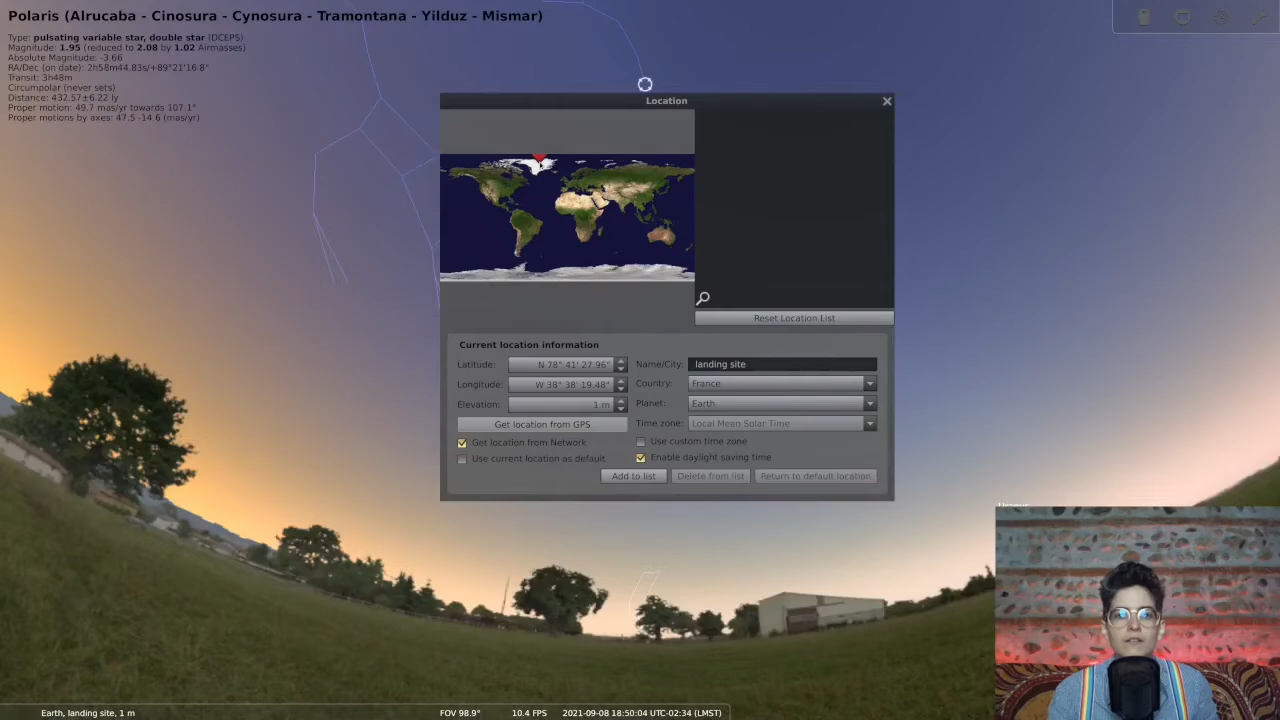 Polaris (Alrucaba - Cinosura - Cynosura - Tramontana - Yilduz - Mismar)
Type: pulsating variable star, double star (DCEPS)
Magnitude: 1.95 (reduced to 2.08 by 1.02 Airmasses)
Absolute Magnitude: -3.66
RA/Dec (on date): 2h58m44.83s/+89°21'16.8"
Transit: 3h48m
Circumpolar (never sets)
Distance: 432.57±6.22 ly
Proper motion: 49.7 mas/yr towards 107.1°
Proper motions by axes: 47.5 -14.6 (mas/yr)
Location
Reset Location List
Current location information
Latitude: N 78° 41' 27.96"
Name/City: landing site
Longitude: W 38° 38' 19.48"
Country: France
Elevation: 1 m
Planet: Earth
Get location from GPS
Time zone: Local Mean Solar Time
Get location from Network
Use custom time zone
Use current location as default
Enable daylight saving time
Add to list
Delete from list
Return to default location
Earth, landing site, 1 m
FOV 98.9°
10.4 FPS
2021-09-08 18:50:04 UTC-02:34 (LMST)